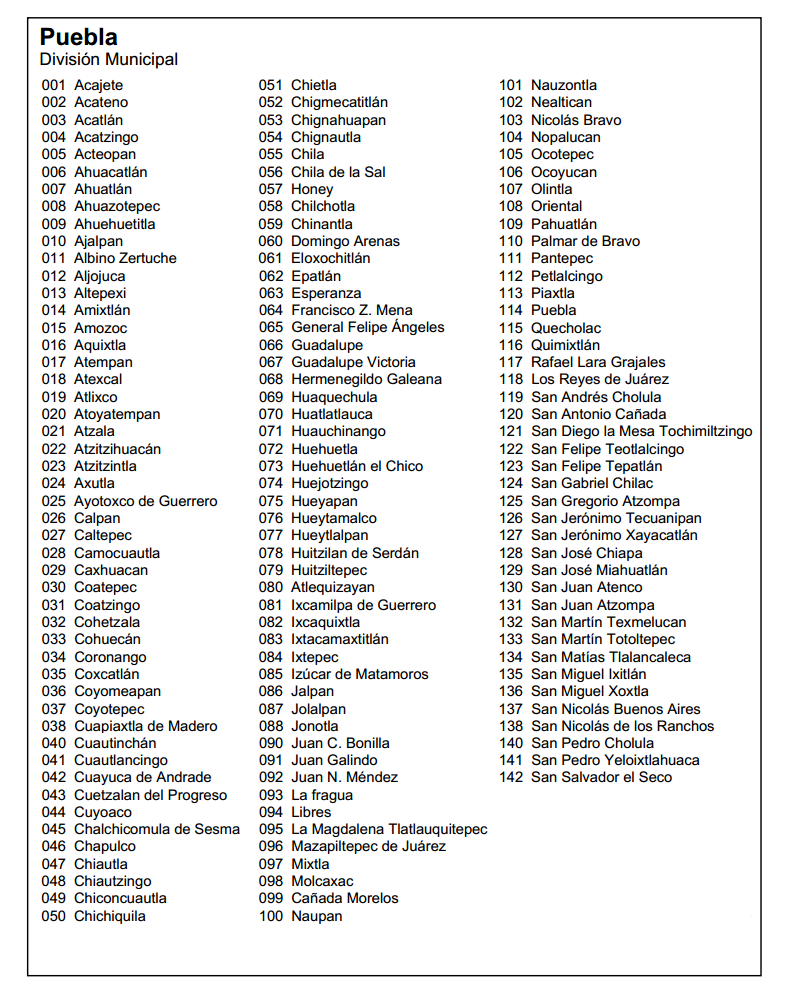 Puebla
División Municipal
001 Acajete
002 Acateno
003 Acatlán
004 Acatzingo
005 Acteopan
006 Ahuacatlán
007 Ahuatlán
008 Ahuazotepec
009 Ahuehuetitla
010 Ajalpan
011 Albino Zertuche
012 Aljojuca
013 Altepexi
014 Amixtlán
015 Amozoc
016 Aquixtla
017 Atempan
018 Atexcal
019 Atlixco
020 Atoyatempan
021 Atzala
022 Atzitzihuacán
023 Atzitzintla
024 Axutla
025 Ayotoxco de Guerrero
026 Calpan
027 Caltepec
028 Camocuautla
029 Caxhuacan
030 Coatepec
031 Coatzingo
032 Cohetzala
033 Cohuecán
034 Coronango
035 Coxcatlán
036 Coyomeapan
037 Coyotepec
038 Cuapiaxtla de Madero
040 Cuautinchán
041 Cuautlancingo
042 Cuayuca de Andrade
043 Cuetzalan del Progreso
044 Cuyoaco
045 Chalchicomula de Sesma
046 Chapulco
047 Chiautla
048 Chiautzingo
049 Chiconcuautla
050 Chichiquila
051 Chietla
052 Chigmecatitlán
053 Chignahuapan
054 Chignautla
055 Chila
056 Chila de la Sal
057 Honey
058 Chilchotla
059 Chinantla
060 Domingo Arenas
061 Eloxochitlán
062 Epatlán
063 Esperanza
064 Francisco Z. Mena
065 General Felipe Ángeles
066 Guadalupe
067 Guadalupe Victoria
068 Hermenegildo Galeana
069 Huaquechula
070 Huatlatlauca
071 Huauchinango
072 Huehuetla
073 Huehuetlán el Chico
074 Huejotzingo
075 Hueyapan
076 Hueytamalco
077 Hueytlalpan
078 Huitzilan de Serdán
079 Huitziltepec
080 Atlequizayan
081 Ixcamilpa de Guerrero
082 Ixcaquixtla
083 Ixtacamaxtitlán
084 Ixtepec
085 Izúcar de Matamoros
086 Jalpan
087 Jolalpan
088 Jonotla
090 Juan C. Bonilla
091 Juan Galindo
092 Juan N. Méndez
093 La fragua
094 Libres
095 La Magdalena Tlatlauquitepec
096 Mazapiltepec de Juárez
097 Mixtla
098 Molcaxac
099 Cañada Morelos
100 Naupan
101 Nauzontla
102 Nealtican
103 Nicolás Bravo
104 Nopalucan
105 Ocotepec
106 Ocoyucan
107 Olintla
108 Oriental
109 Pahuatlán
110 Palmar de Bravo
111 Pantepec
112 Petlalcingo
113 Piaxtla
114 Puebla
115 Quecholac
116 Quimixtlán
117 Rafael Lara Grajales
118 Los Reyes de Juárez
119 San Andrés Cholula
120 San Antonio Cañada
121 San Diego la Mesa Tochimiltzingo
122 San Felipe Teotlalcingo
123 San Felipe Tepatlán
124 San Gabriel Chilac
125 San Gregorio Atzompa
126 San Jerónimo Tecuanipan
127 San Jerónimo Xayacatlán
128 San José Chiapa
129 San José Miahuatlán
130 San Juan Atenco
131 San Juan Atzompa
132 San Martín Texmelucan
133 San Martín Totoltepec
134 San Matías Tlalancaleca
135 San Miguel Ixitlán
136 San Miguel Xoxtla
137 San Nicolás Buenos Aires
138 San Nicolás de los Ranchos
140 San Pedro Cholula
141 San Pedro Yeloixtlahuaca
142 San Salvador el Seco